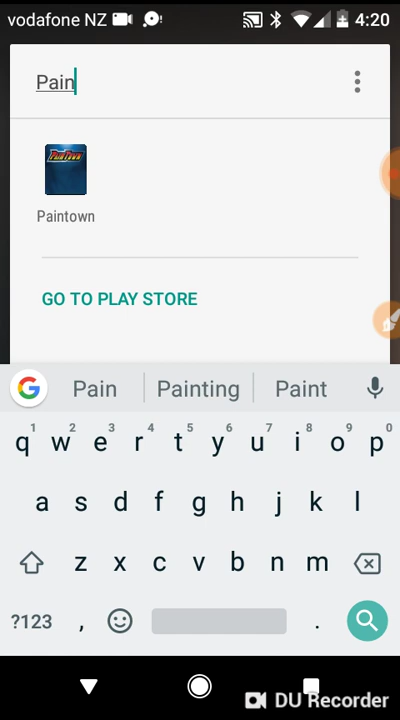 vodafone NZ 4:20
Pain
PAINTOWN
Paintown
GO TO PLAY STORE
G Pain Painting Paint
1 2 3 4 5 6 7 8 9 0
q w e r t y u i o p
a s d f g h j k l
z x c v b n m
?123 , .
DU Recorder